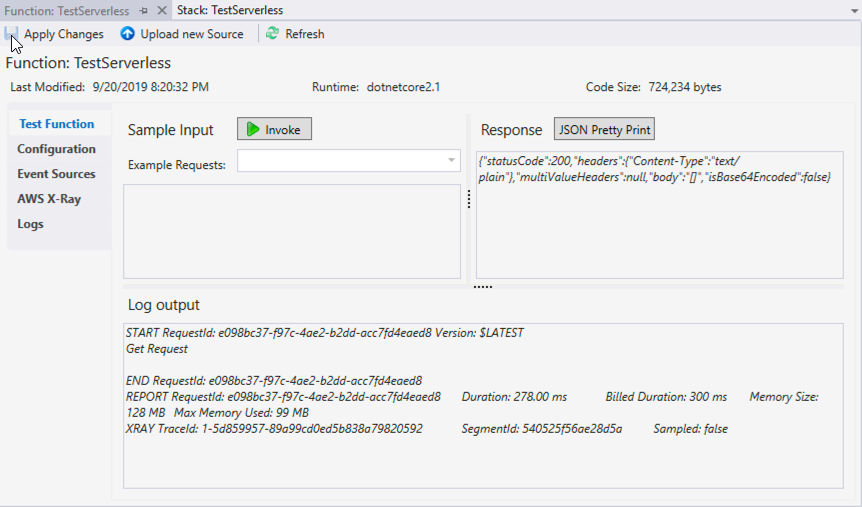 Function: TestServerless
Stack: TestServerless
Apply Changes
Upload new Source
Refresh
Function: TestServerless
Last Modified: 9/20/2019 8:20:32 PM
Runtime: dotnetcore2.1
Code Size: 724,234 bytes
Test Function
Configuration
Event Sources
AWS X-Ray
Logs
Sample Input
Invoke
Example Requests:
Response
JSON Pretty Print
{"statusCode":200,"headers":{"Content-Type":"text/
plain"},"multiValueHeaders":null,"body":"[]","isBase64Encoded":false}
Log output
START RequestId: e098bc37-f97c-4ae2-b2dd-acc7fd4eaed8 Version: $LATEST
Get Request
END RequestId: e098bc37-f97c-4ae2-b2dd-acc7fd4eaed8
REPORT RequestId: e098bc37-f97c-4ae2-b2dd-acc7fd4eaed8 Duration: 278.00 ms Billed Duration: 300 ms Memory Size:
128 MB Max Memory Used: 99 MB
XRAY TraceId: 1-5d859957-89a99cd0ed5b838a79820592 SegmentId: 540525f56ae28d5a Sampled: false